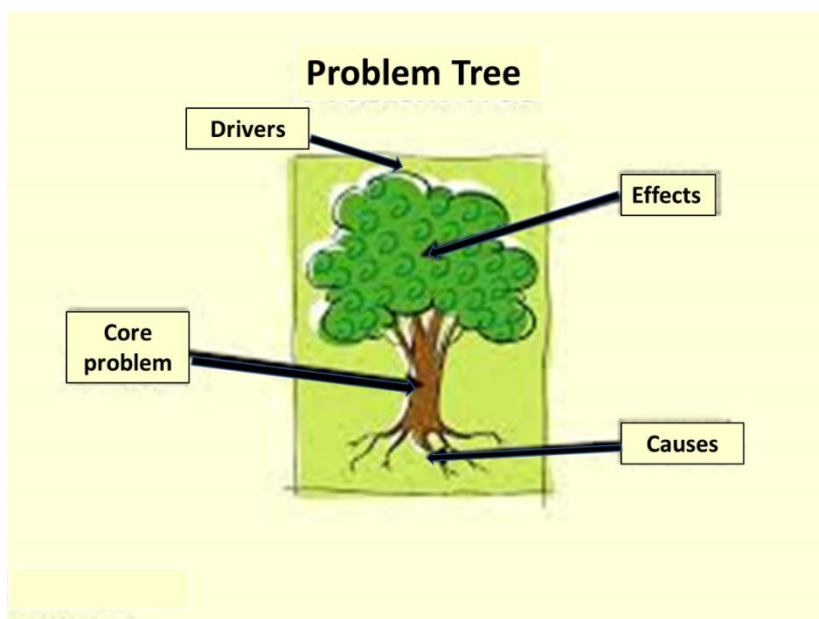 Problem Tree
Drivers
Effects
Core
problem
Causes